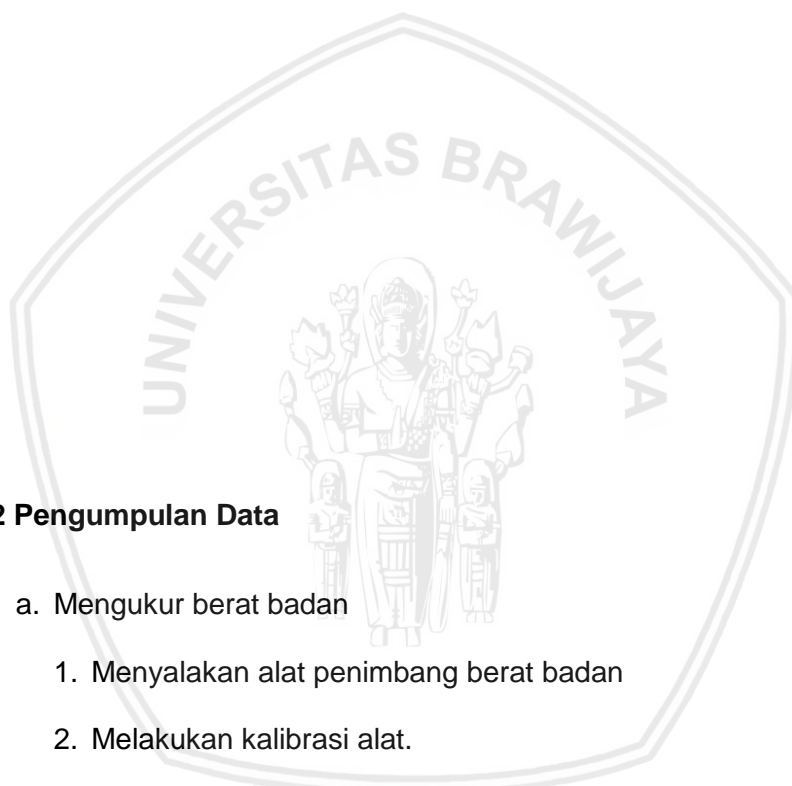 UNIVERSITAS BRAWIJAYA
2 Pengumpulan Data
a. Mengukur berat badan
1. Menyalakan alat penimbang berat badan
2. Melakukan kalibrasi alat.